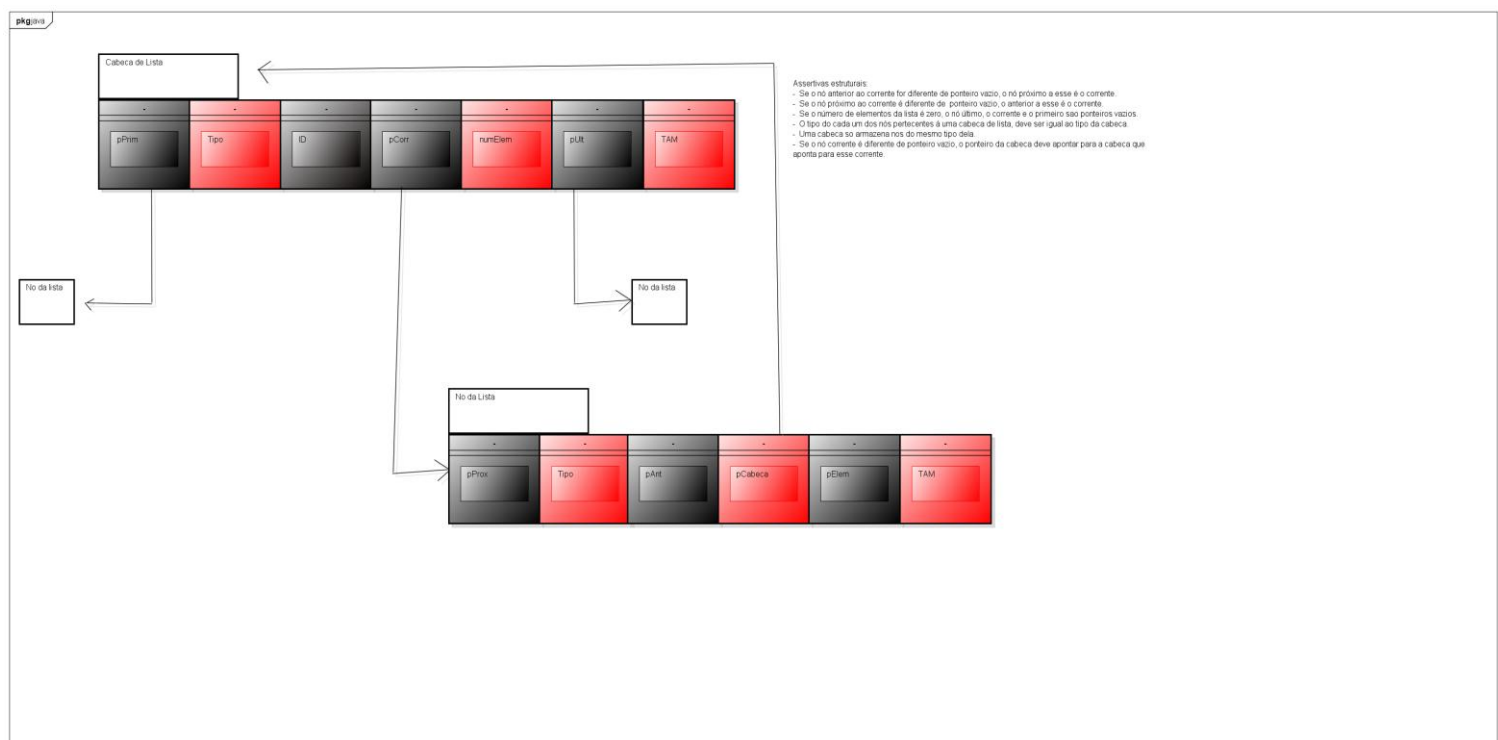 pkg java
Cabeca de Lista
- - - - - - -
pPrim Tipo ID pCorr numElem pUlt TAM
Assertivas estruturais:
- Se o nó anterior ao corrente for diferente de ponteiro vazio, o nó próximo a esse é o corrente.
- Se o nó próximo ao corrente é diferente de ponteiro vazio, o anterior a esse é o corrente.
- Se o número de elementos da lista é zero, o nó último, o corrente e o primeiro sao ponteiros vazios.
- O tipo do cada um dos nós pertecentes à uma cabeca de lista, deve ser igual ao tipo da cabeca.
- Uma cabeca so armazena nos do mesmo tipo dela.
- Se o nó corrente é diferente de ponteiro vazio, o ponteiro da cabeca deve apontar para a cabeca que
aponta para esse corrente
No da lista
No da lista
No da Lista
- - - - - -
pProx Tipo pAnt pCabeca pElem TAM